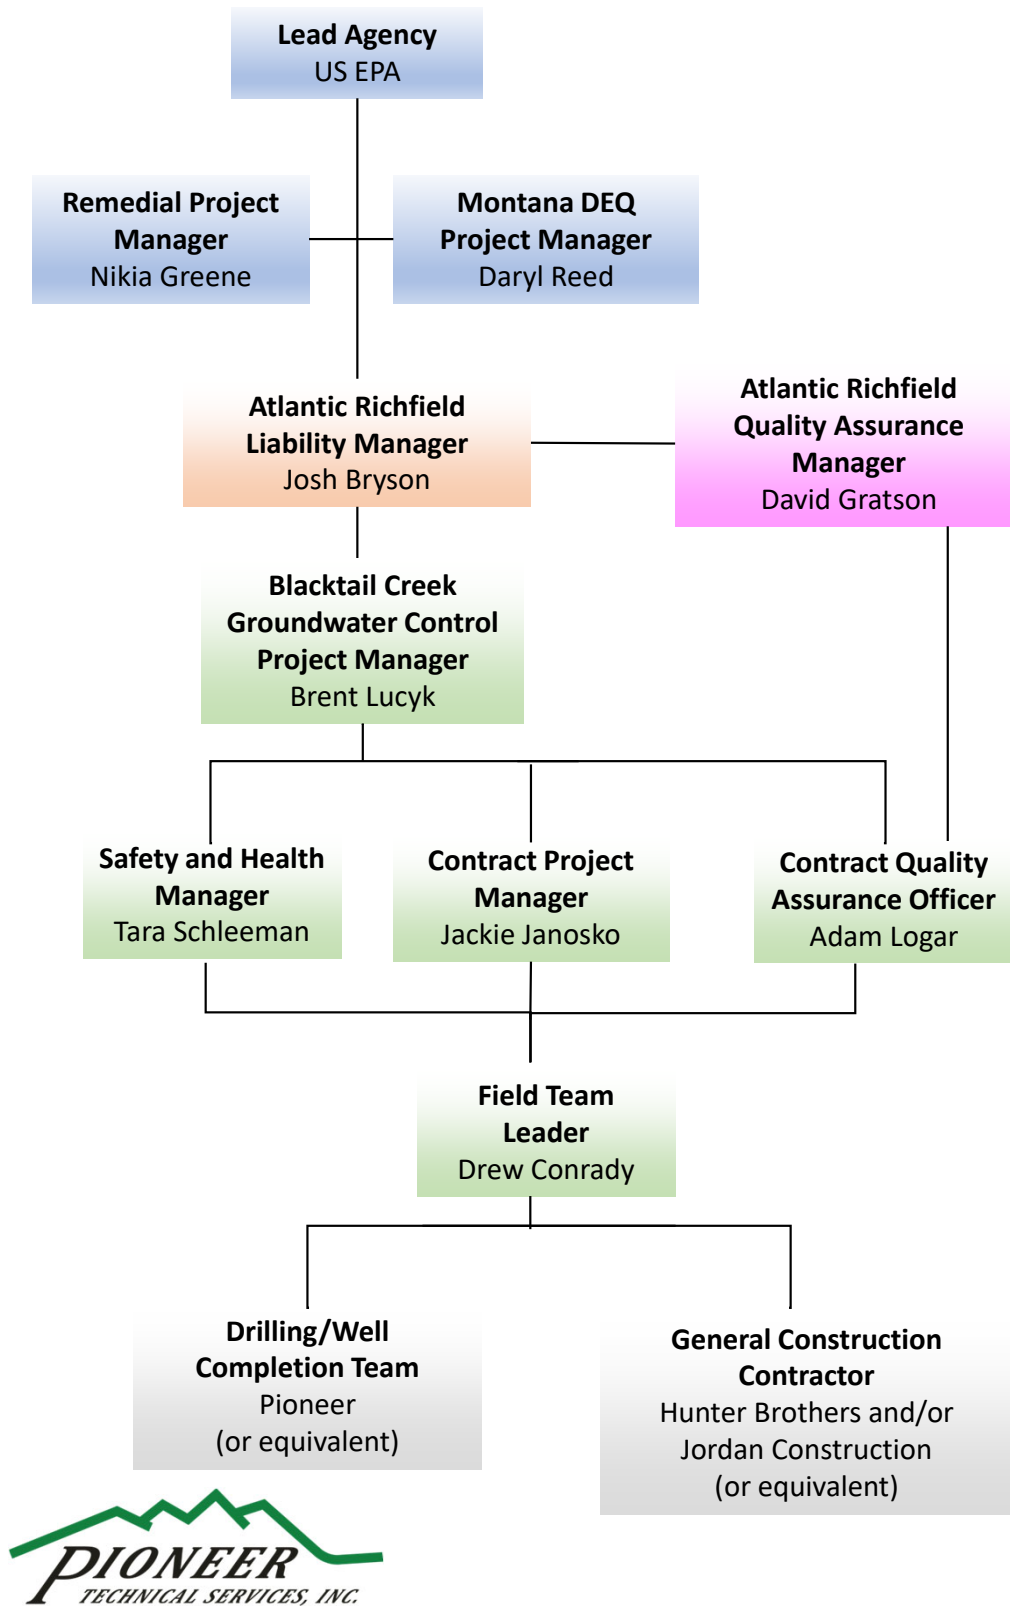 Lead Agency
US EPA
Remedial Project
Manager
Nikia Greene
Montana DEQ
Project Manager
Daryl Reed
Atlantic Richfield
Liability Manager
Josh Bryson
Atlantic Richfield
Quality Assurance
Manager
David Gratson
Blacktail Creek
Groundwater Control
Project Manager
Brent Lucyk
Safety and Health
Manager
Tara Schleeman
Contract Project
Manager
Jackie Janosko
Contract Quality
Assurance Officer
Adam Logar
Field Team
Leader
Drew Conrady
Drilling/Well
Completion Team
Pioneer
(or equivalent)
General Construction
Contractor
Hunter Brothers and/or
Jordan Construction
(or equivalent)
PIONEER
TECHNICAL SERVICES, INC.